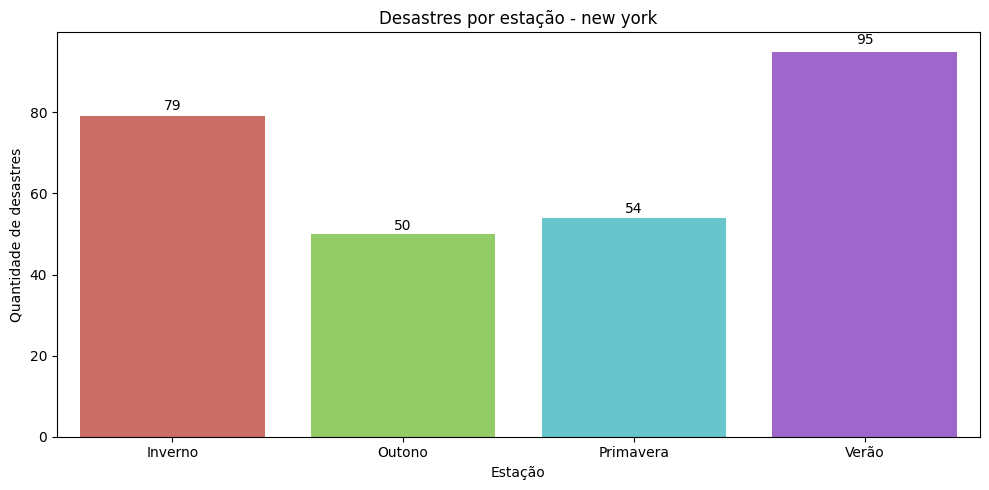 Desastres por estação - new york
95
79
54
50
80
60
40
20
0
Quantidade de desastres
Inverno
Outono
Primavera
Verão
Estação